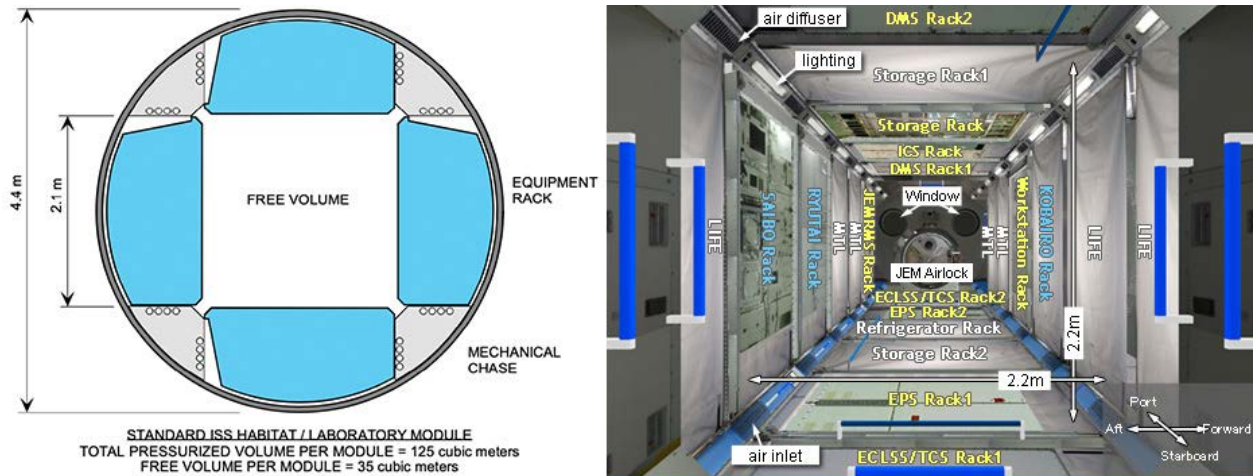 4.4 m
2.1 m
FREE VOLUME
EQUIPMENT
RACK
MECHANICAL
CHASE
STANDARD ISS HABITAT / LABORATORY MODULE
TOTAL PRESSURIZED VOLUME PER MODULE = 125 cubic meters
FREE VOLUME PER MODULE = 35 cubic meters
air diffuser
DMS Rack2
lighting
Storage Rack1
Storage Rack
ICS Rack
DMS Rack1
Window
LIFE
SAIBO Rack
RYUTAI Rack
MTL
MTL
JEMRMS Rack
MTL
MTL
Workstation Rack
KOBAIRO Rack
LIFE
LIFE
JEM Airlock
ECLSS/TCS Rack2
EPS Rack2
Refrigerator Rack
Storage Rack2
2.2m
2.2m
EPS Rack1
Port
Aft
Forward
Starboard
air inlet
ECLSS/TCS Rack1